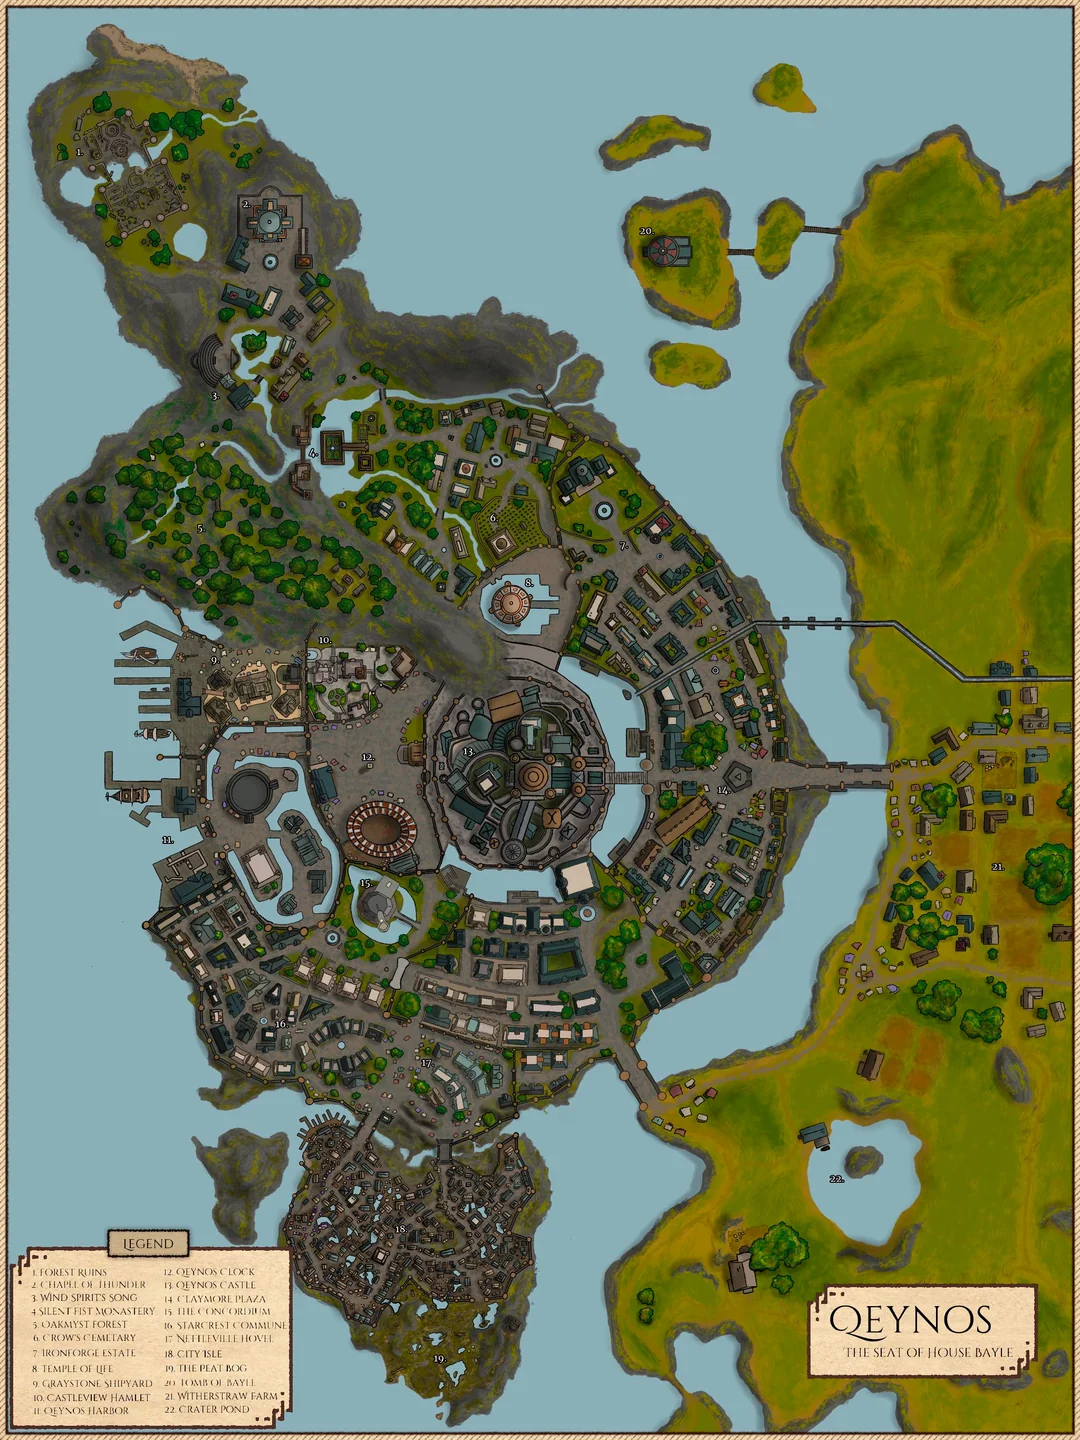 1.
2.
3.
4.
5.
6.
7.
8.
9.
10.
11.
12.
13.
14.
15.
16.
17.
18.
19.
20.
21.
22.
LEGEND
1. FOREST RUINS
2 CHAPEL OF THUNDER
3. WIND SPIRIT'S SONG
4 SILENT FIST MONASTERY
5. OAKMYST FOREST
6. CROW'S CEMETARY
7. IRONFORGE ESTATE
8 TEMPLE OF LIFE
9. GRAYSTONE SHIPYARD
10. CASTLEVIEW HAMLET
11. QEYNOS HARBOR
12. QEYNOS CLOCK
13. QEYNOS CASTLE
14. CLAYMORE PLAZA
15 THE CONCORDIUM
16 STARCREST COMMUNE
17 NETTLEVILLE HOVEL
18. CITY ISLE
19. THE PEAT BOG
20 TOMB OF BAYLE
21. WITHERSTRAW FARM
22. CRATER POND
QEYNOS
THE SEAT OF HOUSE BAYLE